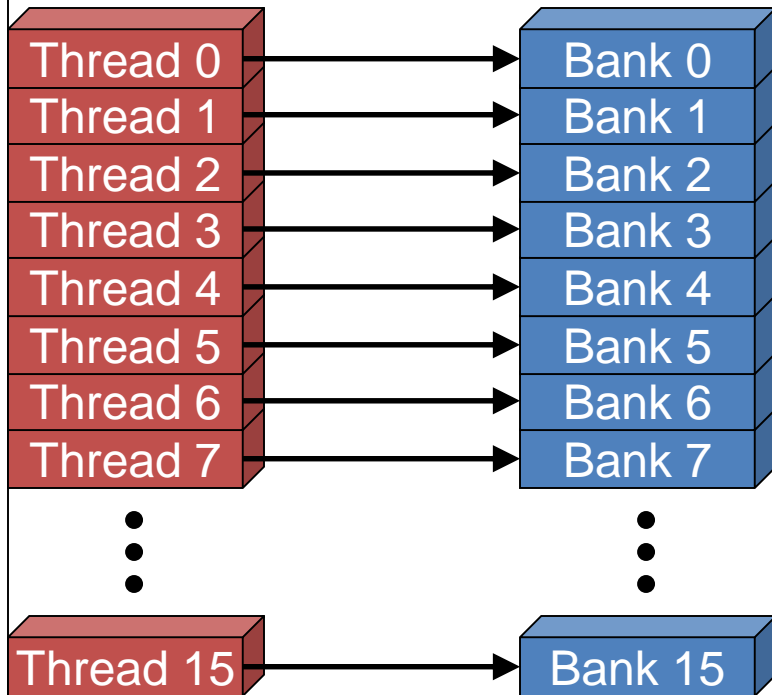 Thread 0 Bank 0
Thread 1 Bank 1
Thread 2 Bank 2
Thread 3 Bank 3
Thread 4 Bank 4
Thread 5 Bank 5
Thread 6 Bank 6
Thread 7 Bank 7
Thread 15 Bank 15